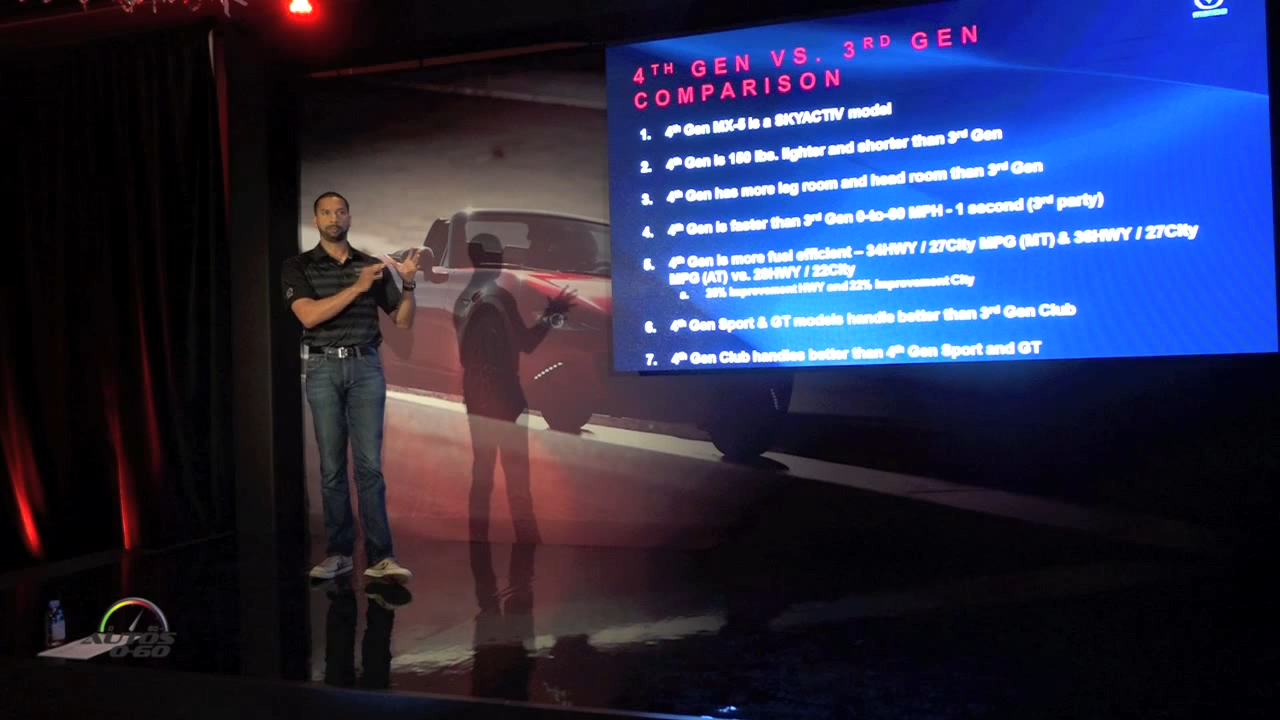 4TH GEN VS. 3RD GEN
COMPARISON
1. 4th Gen MX-5 is a SKYACTIV model
2. 4th Gen is 150 lbs. lighter and shorter than 3rd Gen
3. 4th Gen has more leg room and head room than 3rd Gen
4. 4th Gen is faster than 3rd Gen 0-to-60 MPH - 1 second (3rd party)
5. 4th Gen is more fuel efficient – 34HWY / 27City MPG (MT) & 36HWY / 27City
MPG (AT) vs. 28HWY / 22City
a. improvement HWY and 22% improvement City
6. 4th Gen Sport & GT models handle better than 3rd Gen Club
7. 4th Gen Club handles better than 4th Gen Sport and GT
AUTOS
0-60